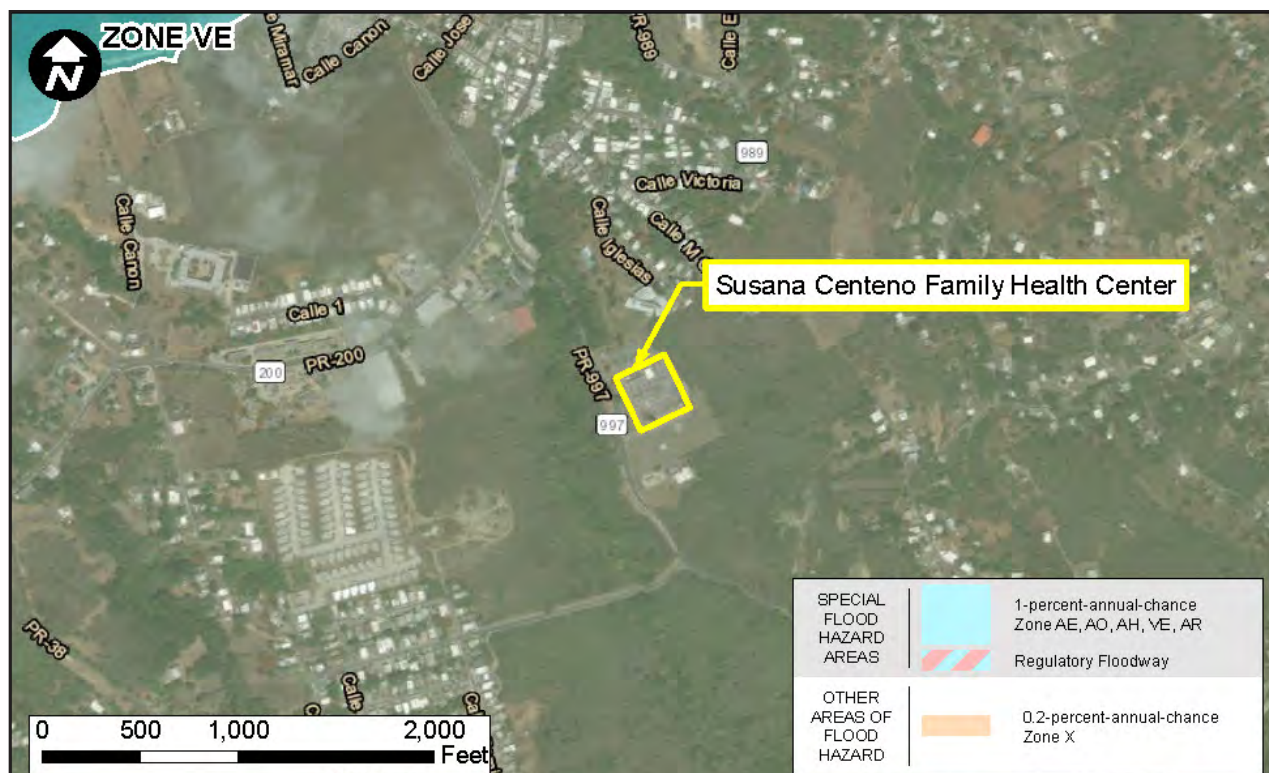 N
ZONE VE
e Miramar
Calle Canon
Calle Jose
PR-989
Calle E
989
Calle Victoria
Calle Iglesias
Calle M
Calle Canon
Susana Centeno Family Health Center
Calle 1
PR-200
200
PR-997
997
PR-38
Calle
0 500 1,000 2,000
Feet
SPECIAL
FLOOD
HAZARD
AREAS
1-percent-annual-chance
Zone AE, AO, AH, VE, AR
Regulatory Floodway
OTHER
AREAS OF
FLOOD
HAZARD
0.2-percent-annual-chance
Zone X